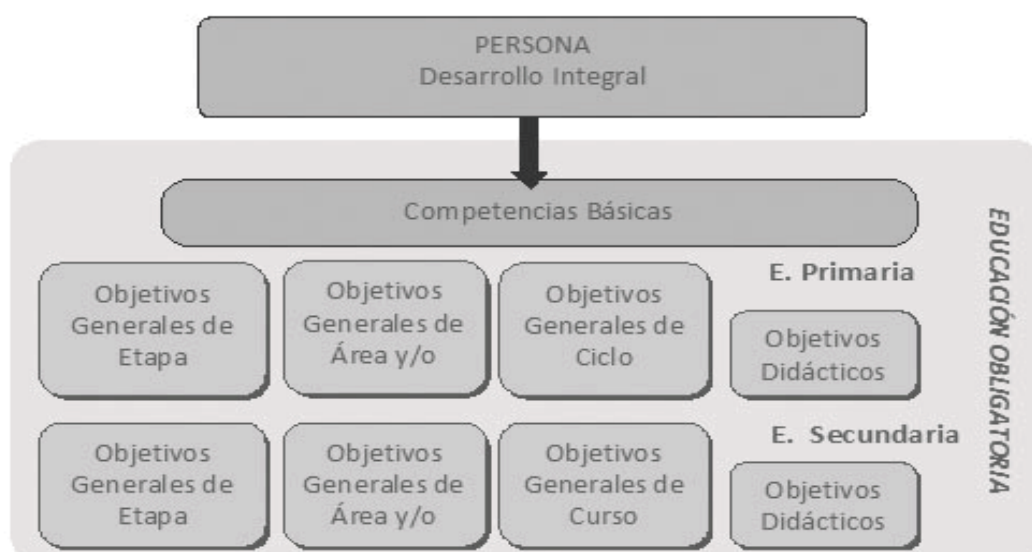 PERSONA
Desarrollo Integral
Competencias Básicas
E. Primaria
Objetivos
Generales de
Etapa
Objetivos
Generales de
Área y/o
Objetivos
Generales de
Ciclo
Objetivos
Didácticos
E. Secundaria
Objetivos
Generales de
Etapa
Objetivos
Generales de
Área y/o
Objetivos
Generales de
Curso
Objetivos
Didácticos
EDUCACIÓN OBLIGATORIA